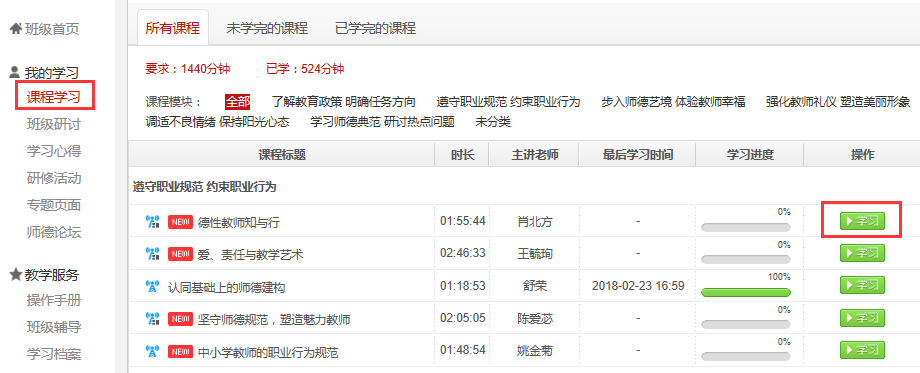 班级首页
我的学习
课程学习
班级研讨
学习心得
研修活动
专题页面
师德论坛
教学服务
操作手册
班级辅导
学习档案
所有课程 未学完的课程 已学完的课程
要求：1440分钟 已学：524分钟
课程模块： 全部 了解教育政策 明确任务方向 遵守职业规范 约束职业行为 步入师德艺境 体验教师幸福 强化教师礼仪 塑造美丽形象
调适不良情绪 保持阳光心态 学习师德典范 研讨热点问题 未分类
课程标题 时长 主讲老师 最后学习时间 学习进度 操作
遵守职业规范 约束职业行为
NEW 德性教师知与行 01:55:44 肖北方 - 0% 学习
NEW 爱、责任与教学艺术 02:46:33 王毓珣 - 0% 学习
认同基础上的师德建构 01:18:53 舒荣 2018-02-23 16:59 100% 学习
NEW 坚守师德规范，塑造魅力教师 02:05:05 陈爱苾 - 0% 学习
NEW 中小学教师的职业行为规范 01:48:54 姚金菊 - 0% 学习